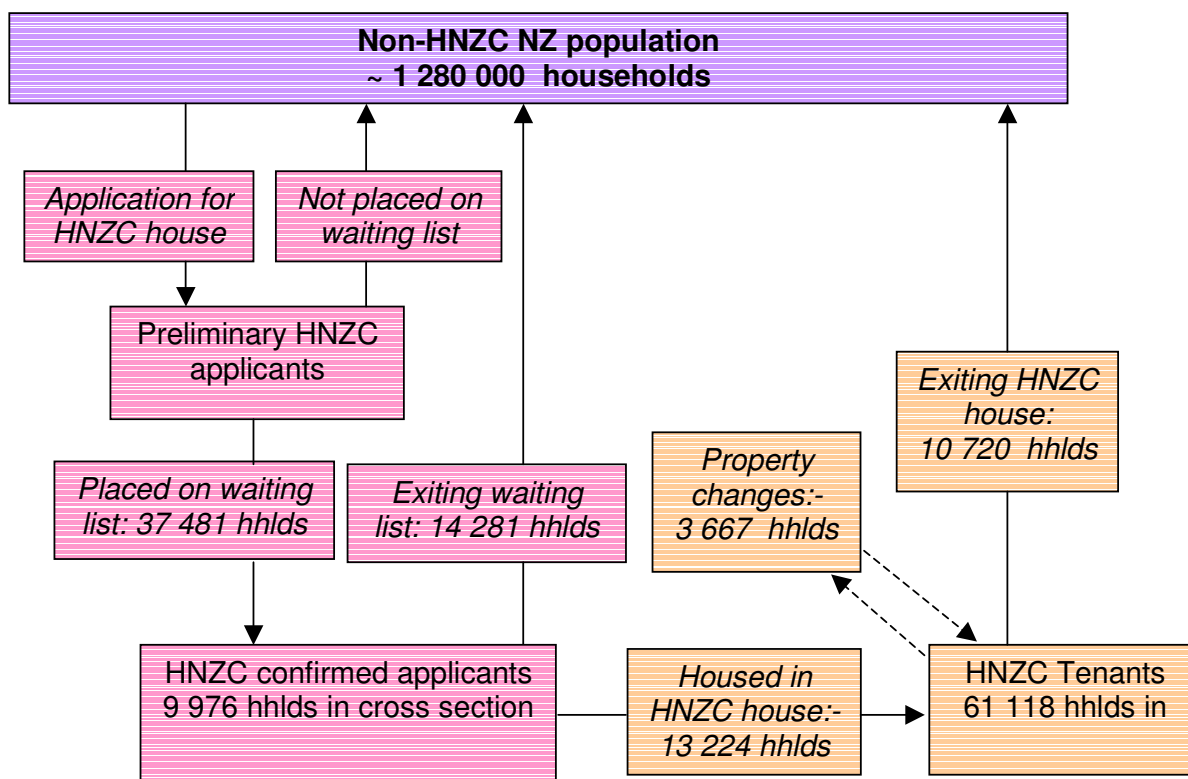 Non-HNZC NZ population
~ 1 280 000 households
Application for
HNZC house
Not placed on
waiting list
Preliminary HNZC
applicants
Exiting HNZC
house:
10 720 hhlds
Property
changes:-
3 667 hhlds
Placed on waiting
list: 37 481 hhlds
Exiting waiting
list: 14 281 hhlds
HNZC confirmed applicants
9 976 hhlds in cross section
Housed in
HNZC house:-
13 224 hhlds
HNZC Tenants
61 118 hhlds in